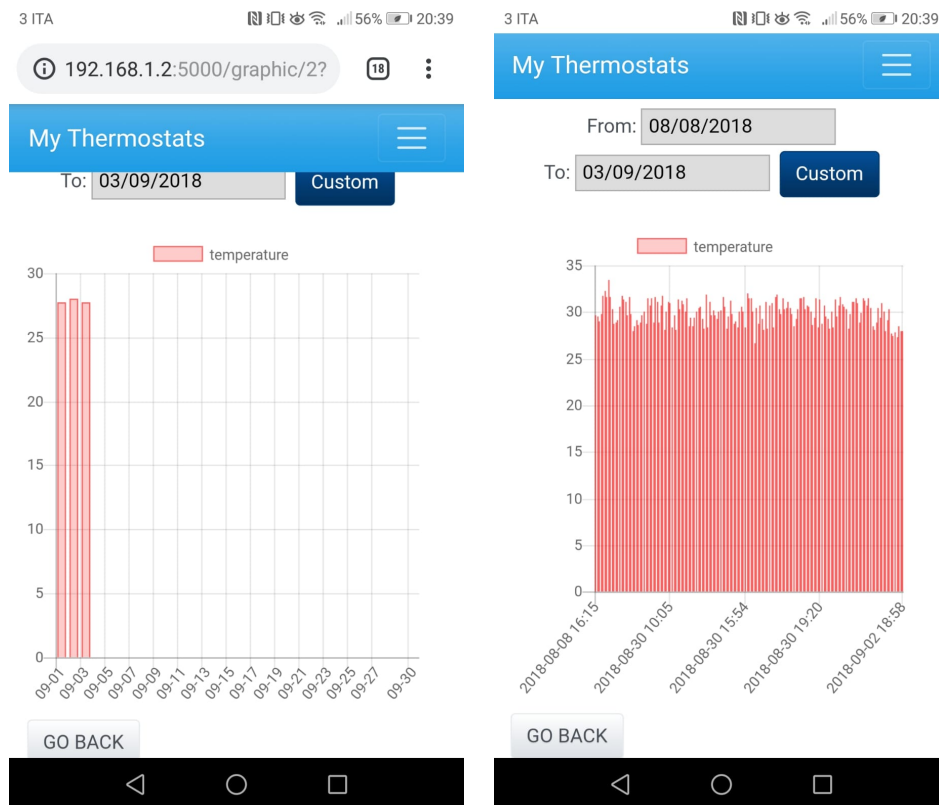 3 ITA 56% 20:39
192.168.1.2:5000/graphic/2? 18
My Thermostats
To: 03/09/2018 Custom
temperature
30
25
20
15
10
5
0
09-01 09-03 09-05 09-07 09-09 09-11 09-13 09-15 09-17 09-19 09-21 09-23 09-25 09-27 09-30
GO BACK
3 ITA 56% 20:39
My Thermostats
From: 08/08/2018
To: 03/09/2018 Custom
temperature
35
30
25
20
15
10
5
0
2018-08-08 16:15 2018-08-30 10:05 2018-08-30 15:54 2018-08-30 19:20 2018-09-02 18:58
GO BACK